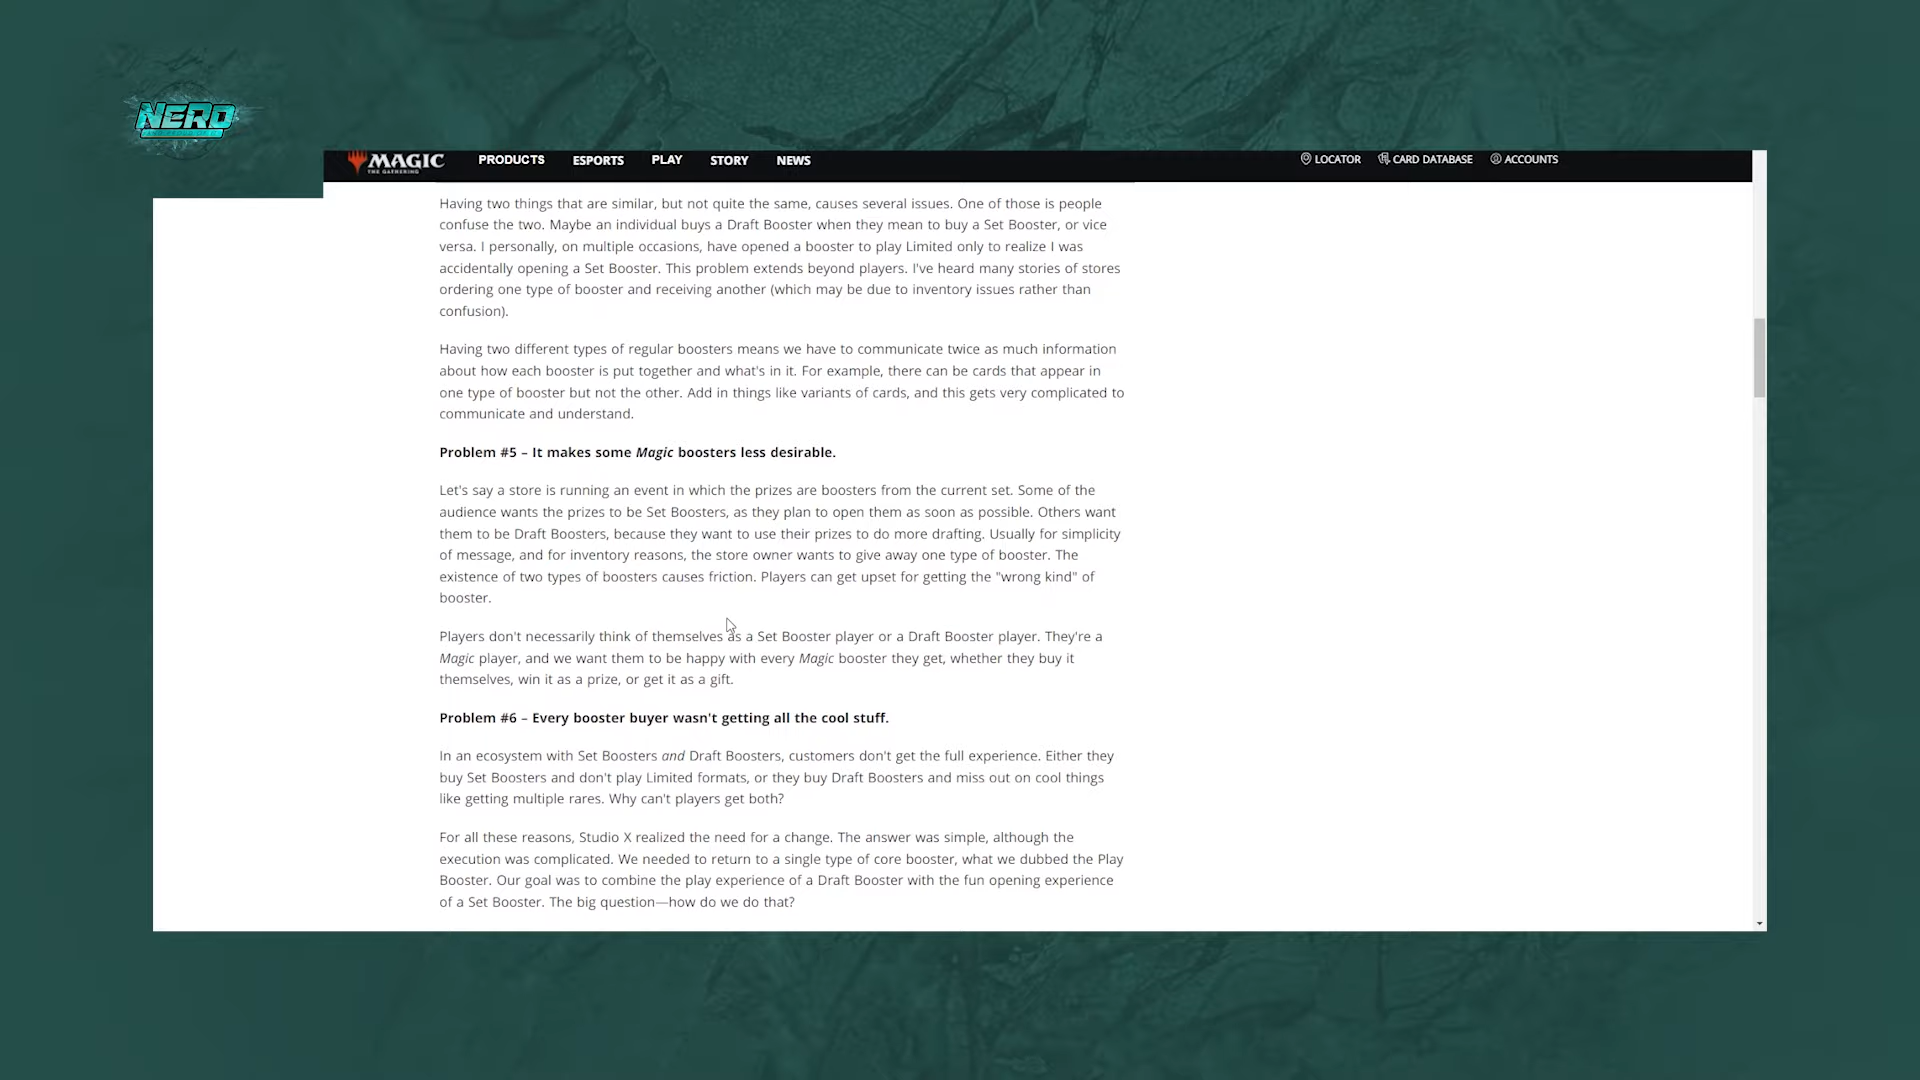 NERD
MAGIC
THE GATHERING
PRODUCTS ESPORTS PLAY STORY NEWS
LOCATOR CARD DATABASE ACCOUNTS
Having two things that are similar, but not quite the same, causes several issues. One of those is people
confuse the two. Maybe an individual buys a Draft Booster when they mean to buy a Set Booster, or vice
versa. I personally, on multiple occasions, have opened a booster to play Limited only to realize I was
accidentally opening a Set Booster. This problem extends beyond players. I've heard many stories of stores
ordering one type of booster and receiving another (which may be due to inventory issues rather than
confusion).
Having two different types of regular boosters means we have to communicate twice as much information
about how each booster is put together and what's in it. For example, there can be cards that appear in
one type of booster but not the other. Add in things like variants of cards, and this gets very complicated to
communicate and understand.
Problem #5 – It makes some Magic boosters less desirable.
Let's say a store is running an event in which the prizes are boosters from the current set. Some of the
audience wants the prizes to be Set Boosters, as they plan to open them as soon as possible. Others want
them to be Draft Boosters, because they want to use their prizes to do more drafting. Usually for simplicity
of message, and for inventory reasons, the store owner wants to give away one type of booster. The
existence of two types of boosters causes friction. Players can get upset for getting the "wrong kind" of
booster.
Players don't necessarily think of themselves as a Set Booster player or a Draft Booster player. They're a
Magic player, and we want them to be happy with every Magic booster they get, whether they buy it
themselves, win it as a prize, or get it as a gift.
Problem #6 – Every booster buyer wasn't getting all the cool stuff.
In an ecosystem with Set Boosters and Draft Boosters, customers don't get the full experience. Either they
buy Set Boosters and don't play Limited formats, or they buy Draft Boosters and miss out on cool things
like getting multiple rares. Why can't players get both?
For all these reasons, Studio X realized the need for a change. The answer was simple, although the
execution was complicated. We needed to return to a single type of core booster, what we dubbed the Play
Booster. Our goal was to combine the play experience of a Draft Booster with the fun opening experience
of a Set Booster. The big question—how do we do that?